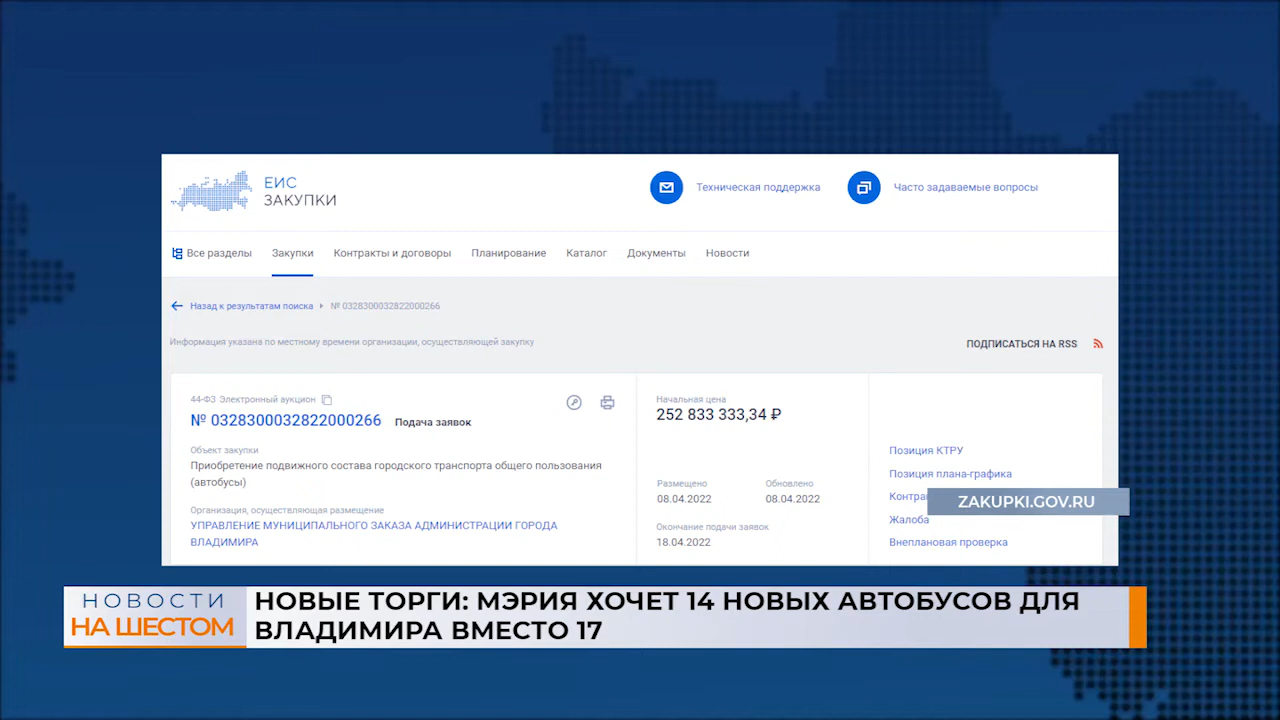 ЕИС
ЗАКУПКИ
Техническая поддержка
Часто задаваемые вопросы
Все разделы
Закупки
Контракты и договоры
Планирование
Каталог
Документы
Новости
Назад к результатам поиска
№ 0328300032822000266
Информация указана по местному времени организации, осуществляющей закупку
ПОДПИСАТЬСЯ НА RSS
44-ФЗ Электронный аукцион
№ 0328300032822000266 Подача заявок
Объект закупки
Приобретение подвижного состава городского транспорта общего пользования
(автобусы)
Организация, осуществляющая размещение
УПРАВЛЕНИЕ МУНИЦИПАЛЬНОГО ЗАКАЗА АДМИНИСТРАЦИИ ГОРОДА
ВЛАДИМИРА
Начальная цена
252 833 333,34 ₽
Размещено
08.04.2022
Обновлено
08.04.2022
Окончание подачи заявок
18.04.2022
Позиция КТРУ
Позиция плана-графика
ZAKUPKI.GOV.RU
Жалоба
Внеплановая проверка
НОВОСТИ
НА ШЕСТОМ
НОВЫЕ ТОРГИ: МЭРИЯ ХОЧЕТ 14 НОВЫХ АВТОБУСОВ ДЛЯ
ВЛАДИМИРА ВМЕСТО 17